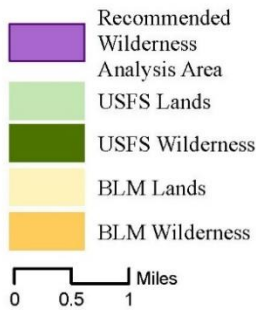 Recommended
Wilderness
Analysis Area
USFS Lands
USFS Wilderness
BLM Lands
BLM Wilderness
Miles
0 0.5 1